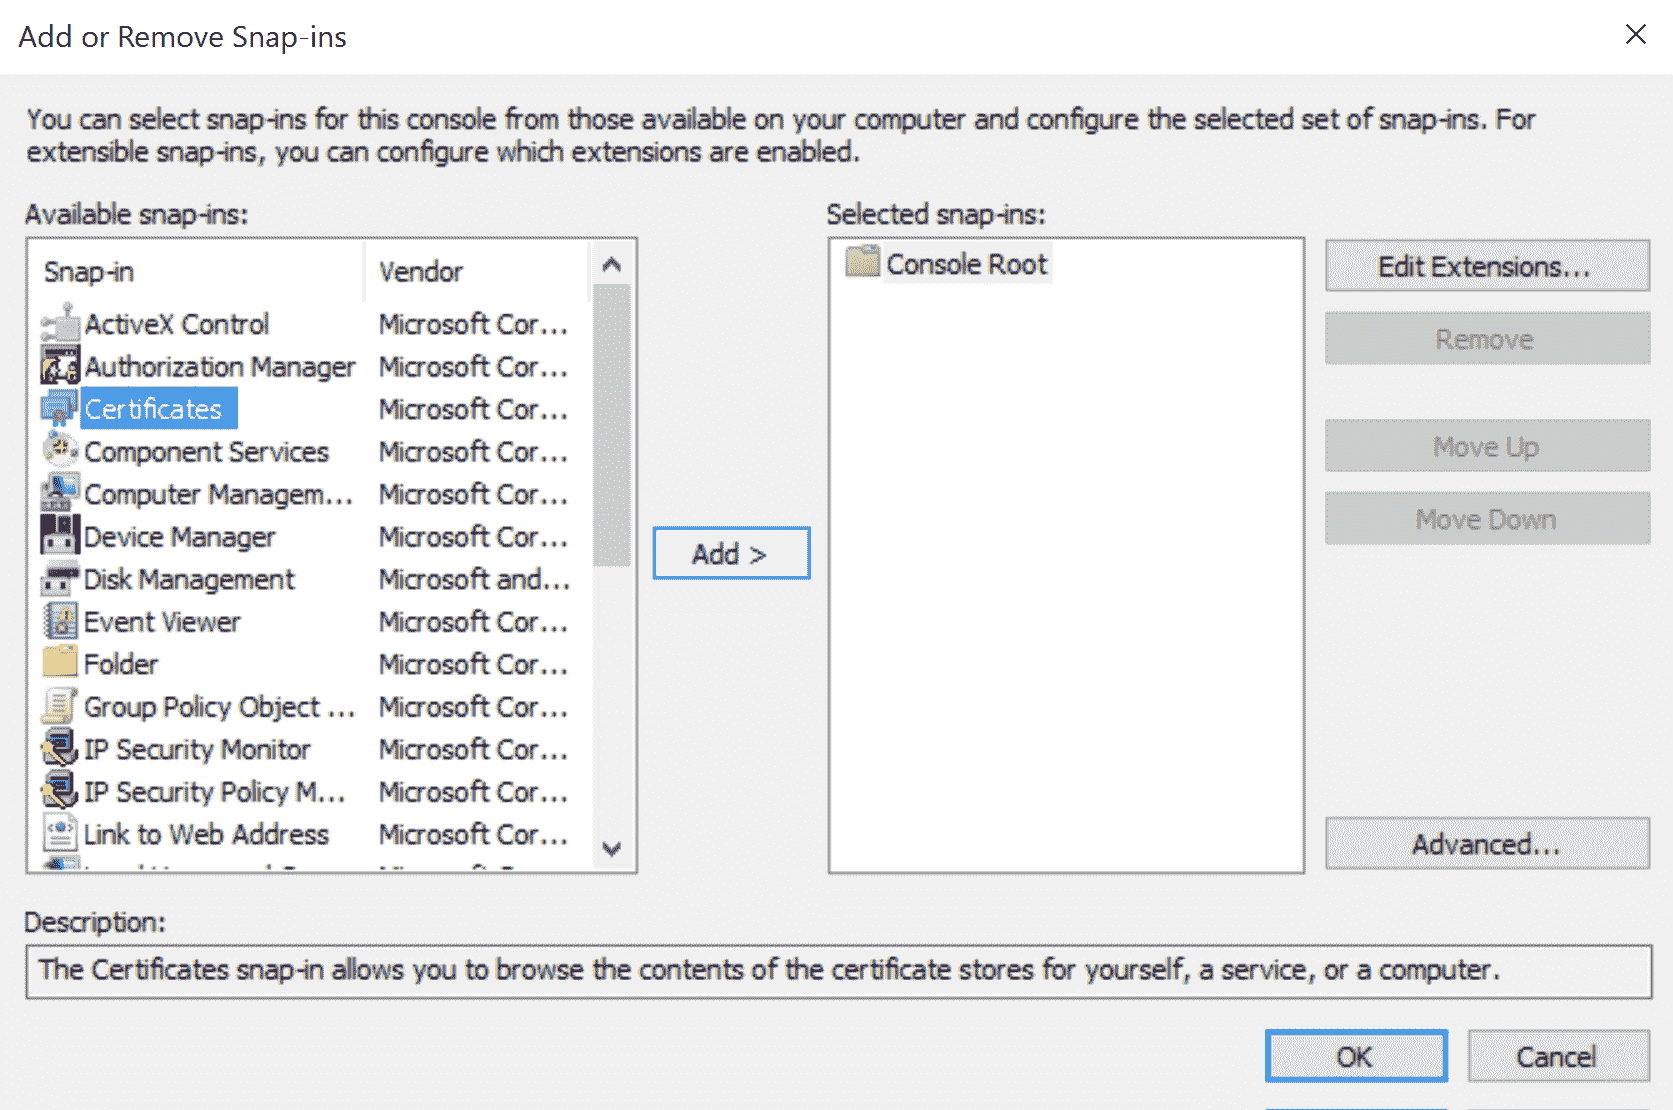 Add or Remove Snap-ins
You can select snap-ins for this console from those available on your computer and configure the selected set of snap-ins. For
extensible snap-ins, you can configure which extensions are enabled.
Available snap-ins:
Snap-in Vendor
ActiveX Control Microsoft Cor...
Authorization Manager Microsoft Cor...
Certificates Microsoft Cor...
Component Services Microsoft Cor...
Computer Managem... Microsoft Cor...
Device Manager Microsoft Cor...
Disk Management Microsoft and...
Event Viewer Microsoft Cor...
Folder Microsoft Cor...
Group Policy Object ... Microsoft Cor...
IP Security Monitor Microsoft Cor...
IP Security Policy M... Microsoft Cor...
Link to Web Address Microsoft Cor...
Add >
Selected snap-ins:
Console Root
Edit Extensions...
Remove
Move Up
Move Down
Advanced...
Description:
The Certificates snap-in allows you to browse the contents of the certificate stores for yourself, a service, or a computer.
OK
Cancel